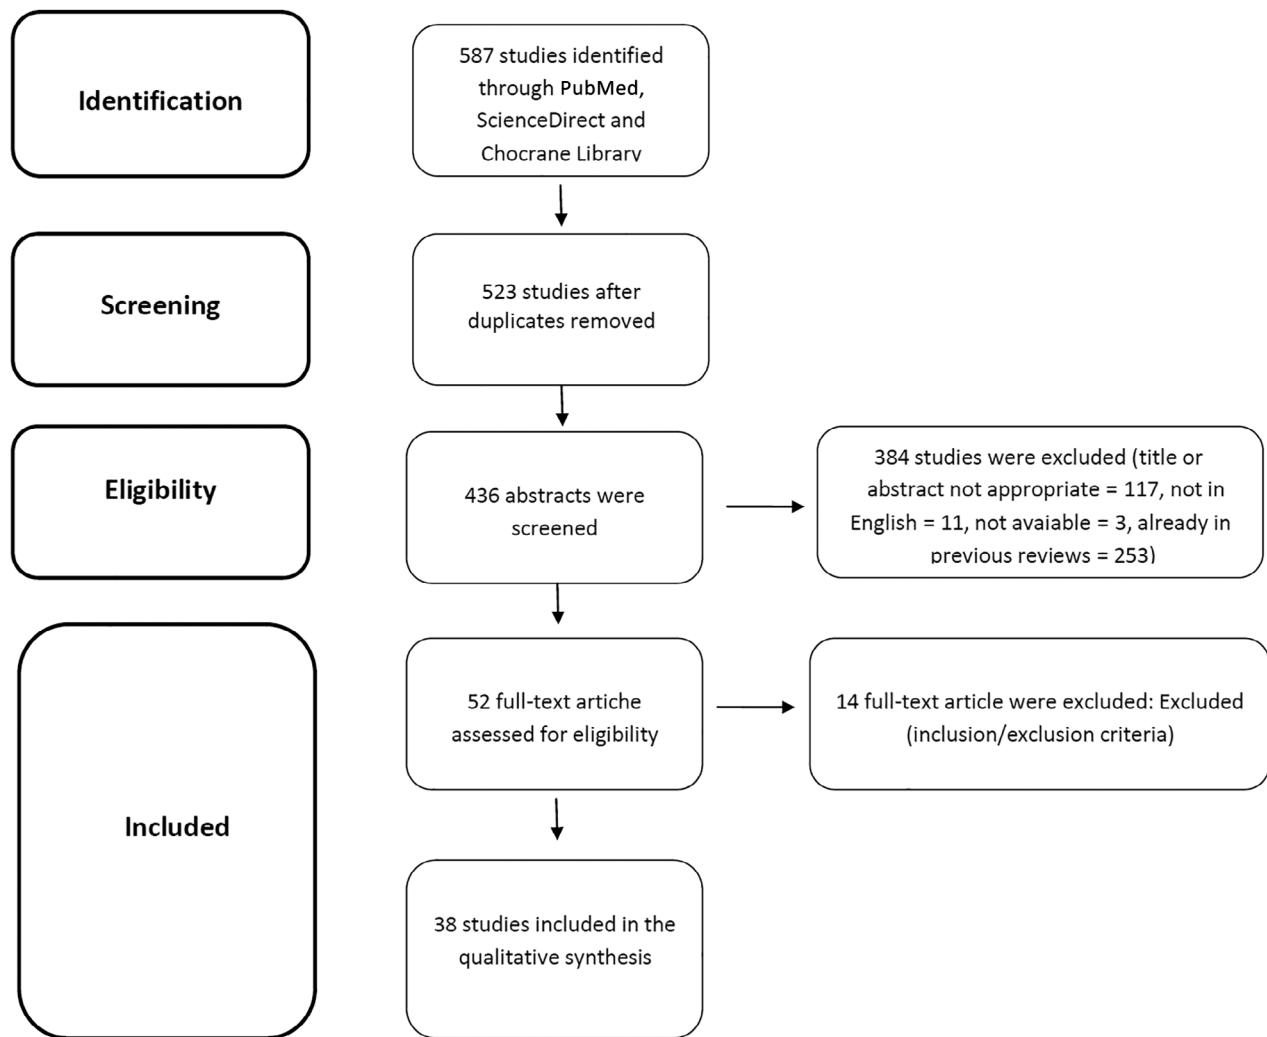 Identification
587 studies identified
through PubMed,
ScienceDirect and
Chocrane Library
Screening
523 studies after
duplicates removed
Eligibility
436 abstracts were
screened
384 studies were excluded (title or
abstract not appropriate = 117, not in
English = 11, not avaiable = 3, already in
previous reviews = 253)
Included
52 full-text artiche
assessed for eligibility
14 full-text article were excluded: Excluded
(inclusion/exclusion criteria)
38 studies included in the
qualitative synthesis